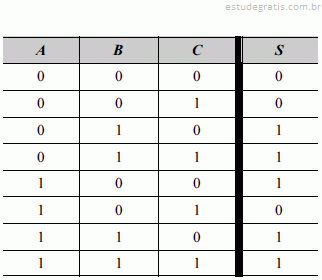 estudegratis.com.br
A B C S
0 0 0 0
0 0 1 0
0 1 0 1
0 1 1 1
1 0 0 1
1 0 1 0
1 1 0 1
1 1 1 1